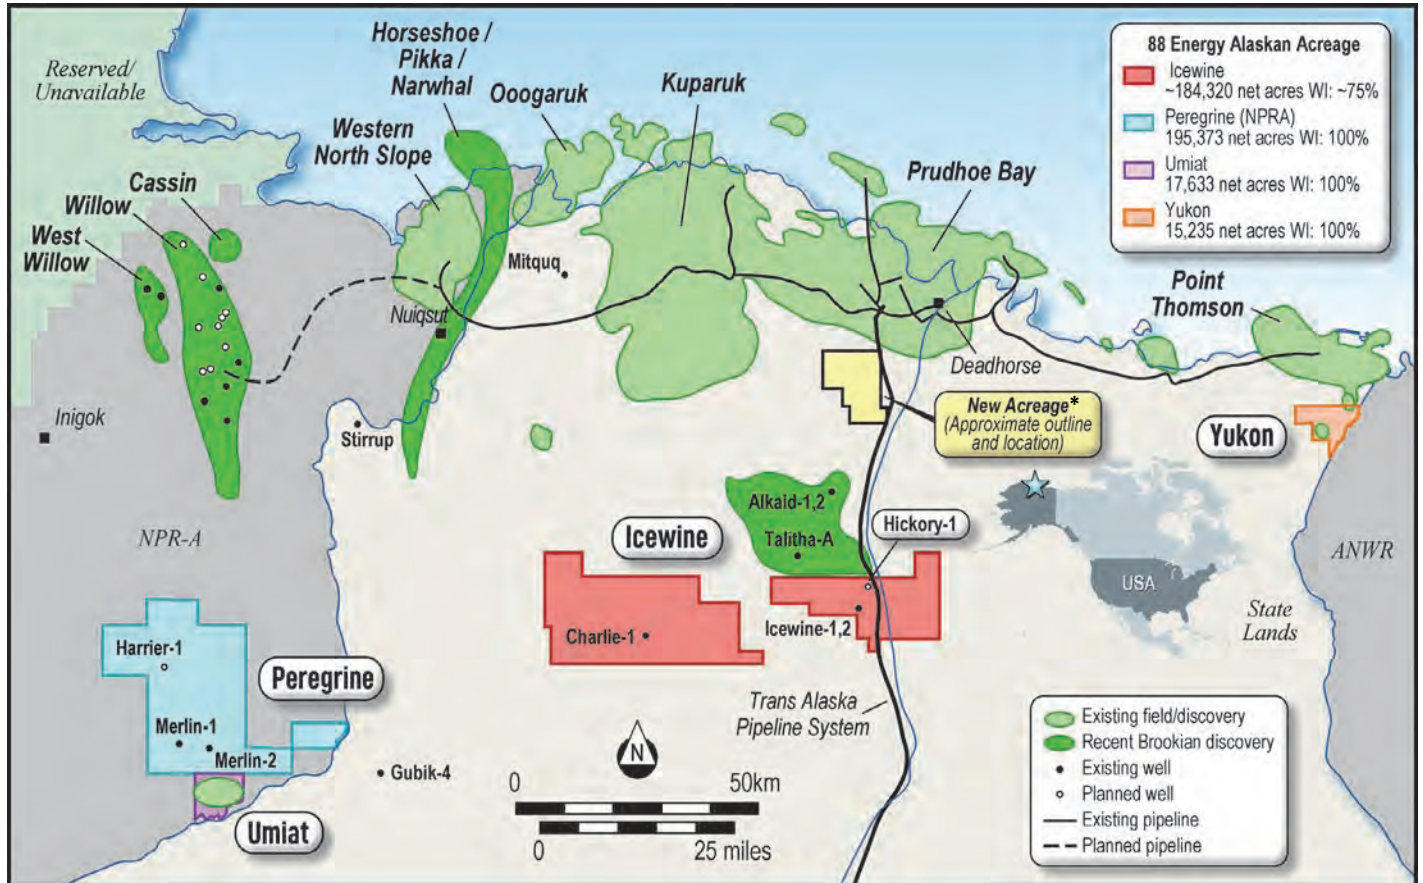 Reserved/
Unavailable
Horseshoe /
Pikka /
Narwhal
Ooogaruk
Kuparuk
Western
North Slope
Cassin
Willow
West
Willow
Prudhoe Bay
Mitquq
Nuiqsut
Deadhorse
Point
Thomson
88 Energy Alaskan Acreage
Icewine
~184,320 net acres WI: ~75%
Peregrine (NPRA)
195,373 net acres WI: 100%
Umiat
17,633 net acres WI: 100%
Yukon
15,235 net acres WI: 100%
Inigok
Stirrup
New Acreage*
(Approximate outline
and location)
Yukon
Alkaid-1,2
Talitha-A
Hickory-1
Icewine
NPR-A
ANWR
USA
State
Lands
Charlie-1
Icewine-1,2
Harrier-1
Peregrine
Merlin-1
Merlin-2
Trans Alaska
Pipeline System
Gubik-4
Umiat
N
0
50km
0
25 miles
Existing field/discovery
Recent Brookian discovery
Existing well
Planned well
Existing pipeline
Planned pipeline